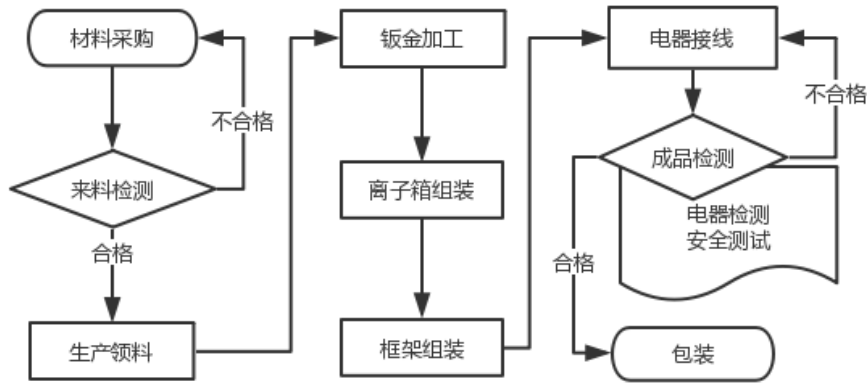 材料采购
不合格
来料检测
合格
生产领料
钣金加工
离子箱组装
框架组装
电器接线
不合格
成品检测
电器检测
安全测试
合格
包装